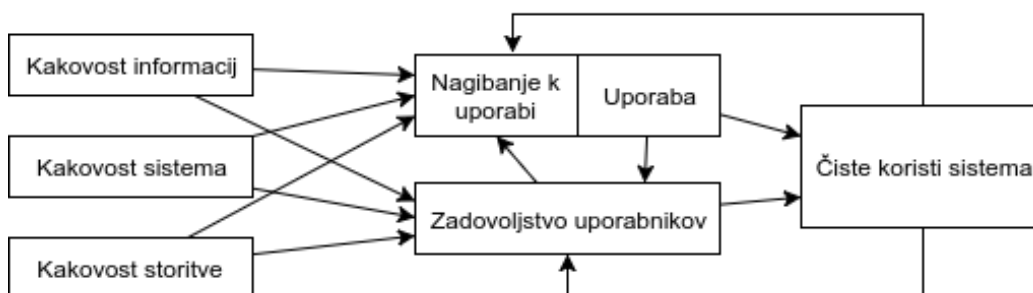 Kakovost informacij
Nagibanje k
uporabi
Uporaba
Kakovost sistema
Čiste koristi sistema
Zadovoljstvo uporabnikov
Kakovost storitve